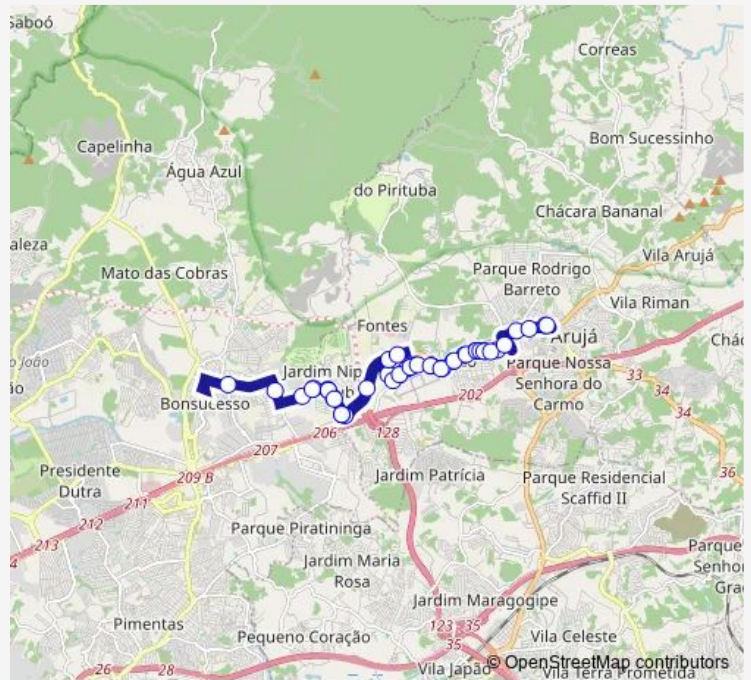 Saboó
Correas
Capelinha
Bom Sucessinho
Água Azul
do Pirituba
Chácara Bananal
aleza
Vila Arujá
Mato das Cobras
Parque Rodrigo
Barreto
Vila Riman
Fontes
Arujá
o João
Jardim Nip
Parque Nossa
Senhora do
Carmo
ão
Bonsucesso
202
33
34
34
206
128
207
Presidente
Dutra
209 B
Jardim Patrícia
Parque Residencial
Scaffid II
36
211
212
213
Parque Piratininga
Parque
Senho
Gra
Jardim Maria
Rosa
4
Jardim Maragogipe
Pimentas
123
35
Pequeno Coração
35
Vila Celeste
26
28
Vila Japão
© OpenStreetMap contributors
Vila Terra Prometida